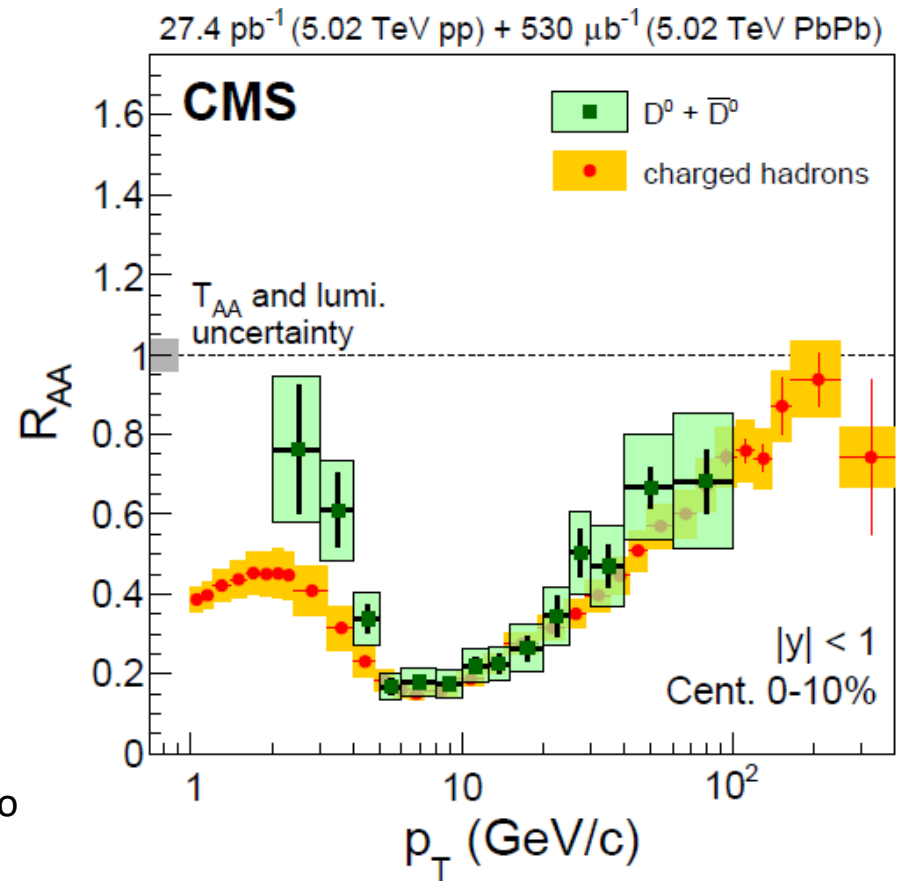 27.4 pb⁻¹ (5.02 TeV pp) + 530 μb⁻¹ (5.02 TeV PbPb)
CMS
D⁰ + D̅⁰
charged hadrons
T_AA and lumi.
uncertainty
R_AA
1.6
1.4
1.2
1
0.8
0.6
0.4
0.2
0
|y| < 1
Cent. 0-10%
1
10
10²
p_T (GeV/c)
o